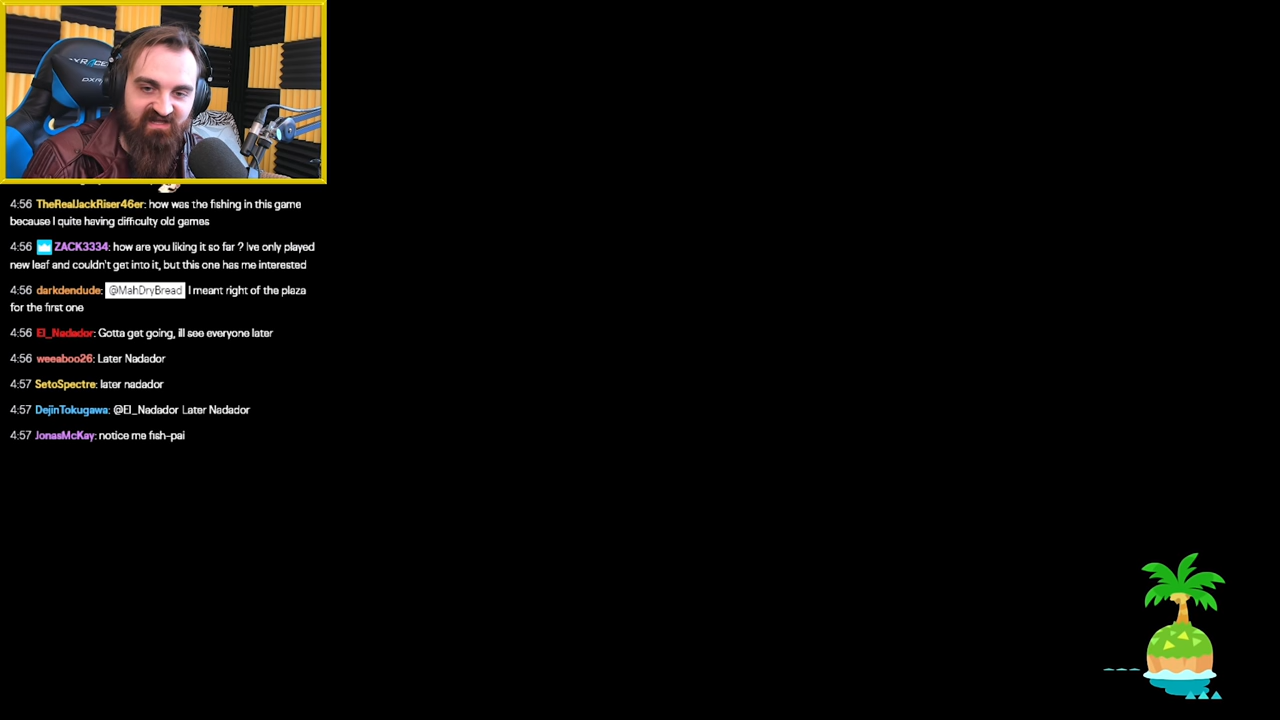 XRACE
DXRA
4:56 TheRealJackRiser46er: how was the fishing in this game
because I quite having difficulty old games
4:56 ZACK3334: how are you liking it so far ? Ive only played
new leaf and couldn't get into it, but this one has me interested
4:56 darkdendude: @MahDryBread I meant right of the plaza
for the first one
4:56 El_Nadador: Gotta get going, ill see everyone later
4:56 weeaboo26: Later Nadador
4:57 SetoSpectre: later nadador
4:57 DejinTokugawa: @El_Nadador Later Nadador
4:57 JonasMcKay: notice me fish-pai